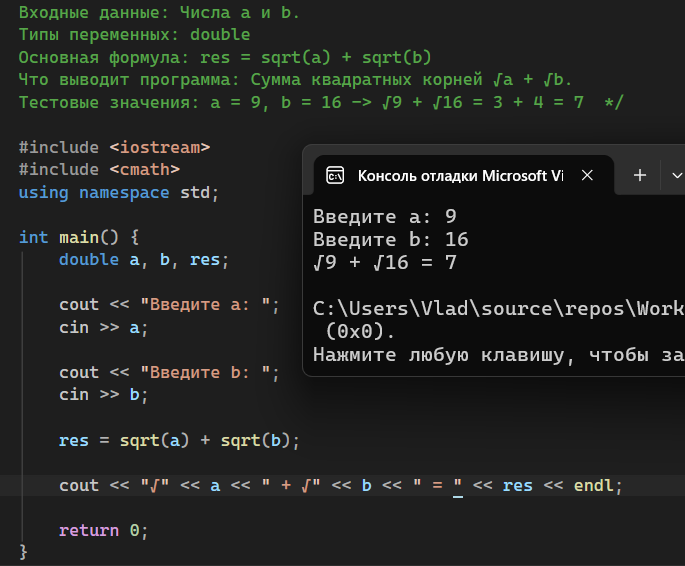 Входные данные: Числа a и b.
Типы переменных: double
Основная формула: res = sqrt(a) + sqrt(b)
Что выводит программа: Сумма квадратных корней √a + √b.
Тестовые значения: a = 9, b = 16 -> √9 + √16 = 3 + 4 = 7  */
#include <iostream>
#include <cmath>
using namespace std;
int main() {
double a, b, res;
cout << "Введите a: ";
cin >> a;
cout << "Введите b: ";
cin >> b;
res = sqrt(a) + sqrt(b);
cout << "√" << a << " + √" << b << " = " << res << endl;
return 0;
}
Консоль отладки Microsoft Vi
Введите a: 9
Введите b: 16
√9 + √16 = 7
C:\Users\Vlad\source\repos\Work
(0x0).
Нажмите любую клавишу, чтобы за